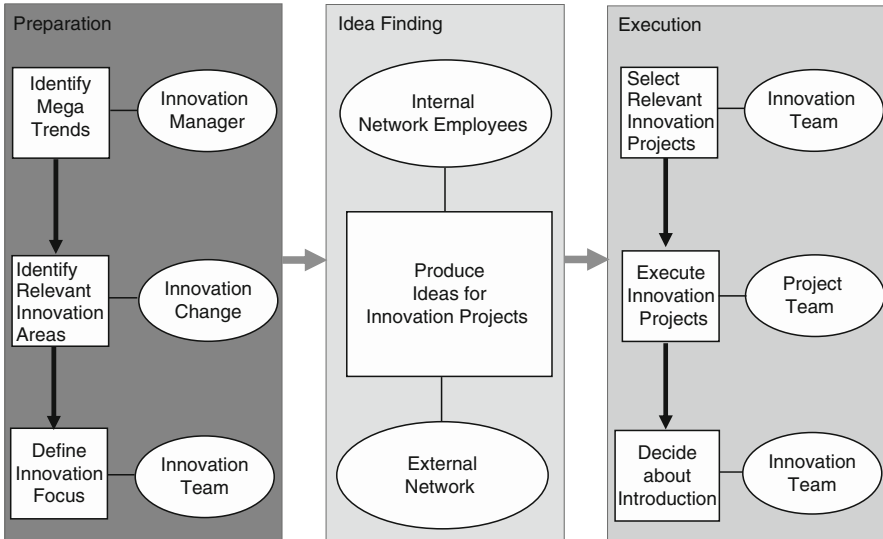 Preparation
Identify
Mega
Trends
Innovation
Manager
Identify
Relevant
Innovation
Areas
Innovation
Change
Define
Innovation
Focus
Innovation
Team
Idea Finding
Internal
Network Employees
Produce
Ideas for
Innovation Projects
External
Network
Execution
Select
Relevant
Innovation
Projects
Innovation
Team
Execute
Innovation
Projects
Project
Team
Decide
about
Introduction
Innovation
Team